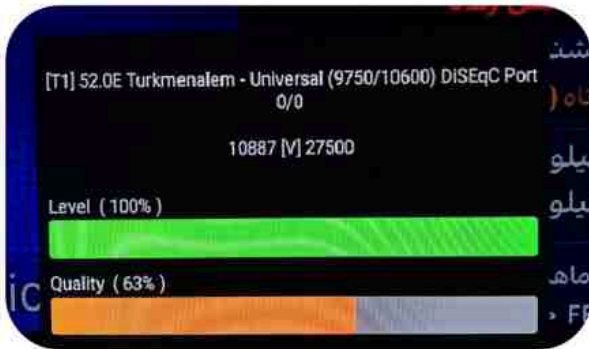 [T1] 52.0E Turkmenalem - Universal (9750/10600) DiSEqC Port
0/0
10887 [V] 27500
Level ( 100% )
Quality ( 63% )